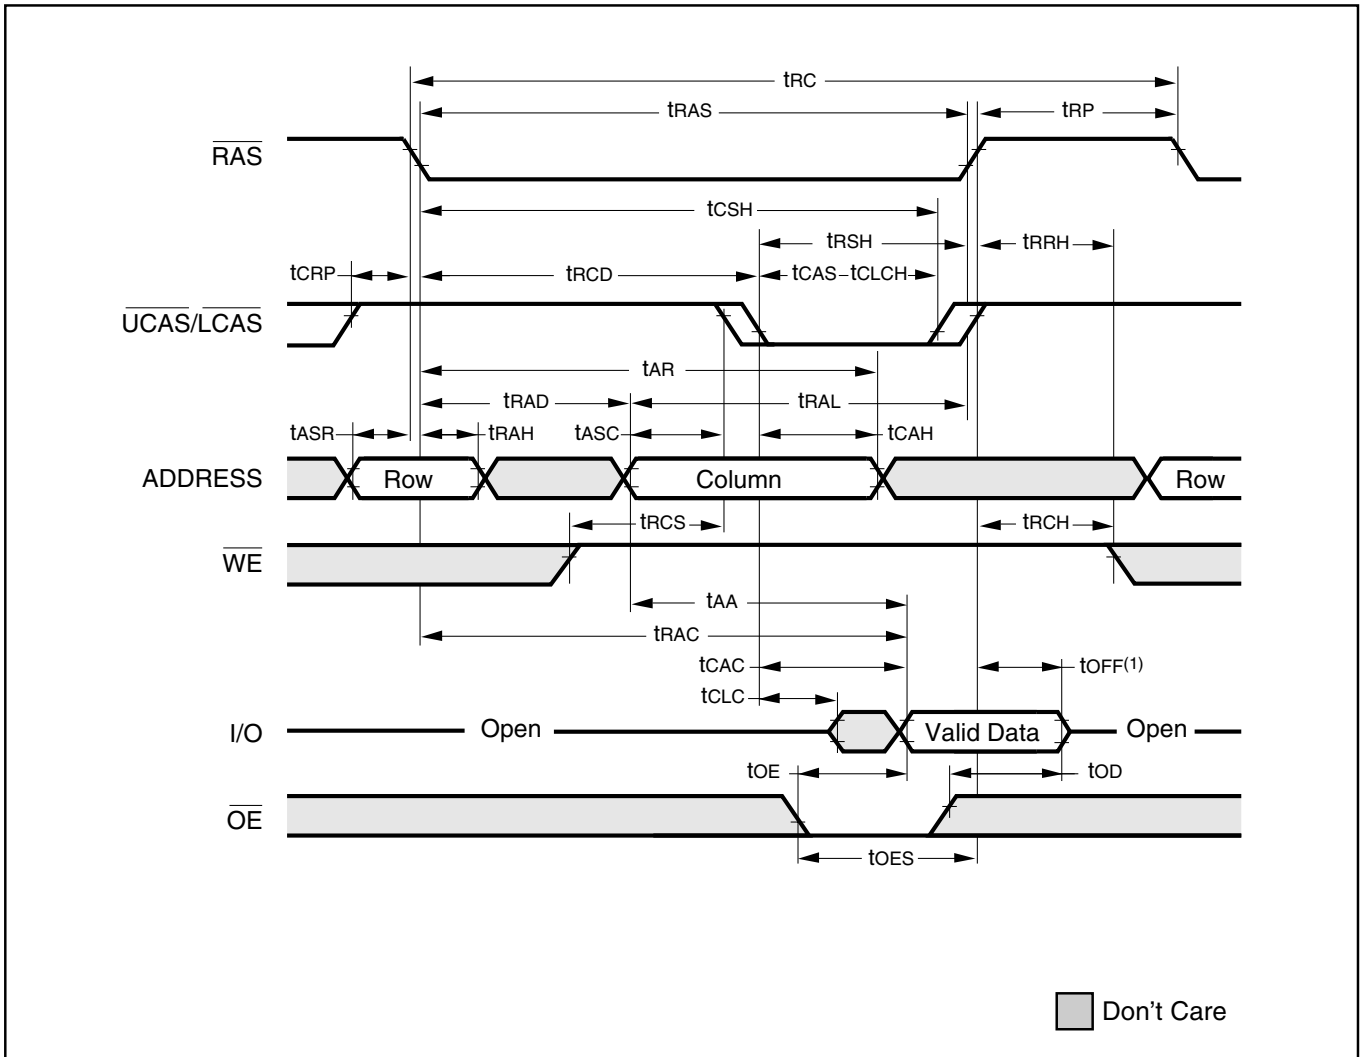 tRC
tRAS tRP
RAS
tCSH
tRSH tRRH
tCRP tRCD tCAS tCLCH
UCAS/LCAS
tAR
tRAD tRAL
tASR tRAH tASC tCAH
ADDRESS Row Column Row
tRCS tRCH
WE
tAA
tRAC
tCAC tOFF(1)
tCLC
I/O Open Valid Data Open
tOE tOD
OE
tOES
Don't Care